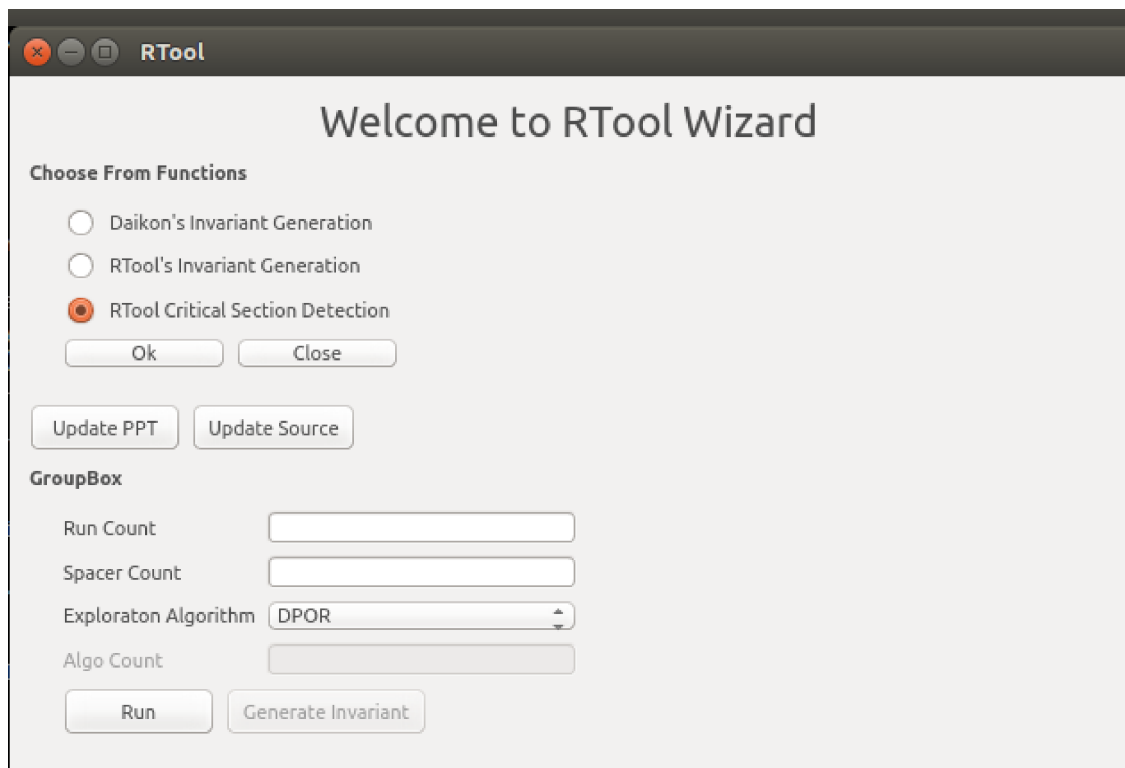 RTool
Welcome to RTool Wizard
Choose From Functions
Daikon's Invariant Generation
RTool's Invariant Generation
RTool Critical Section Detection
Ok Close
Update PPT Update Source
GroupBox
Run Count
Spacer Count
Exploraton Algorithm DPOR
Algo Count
Run Generate Invariant